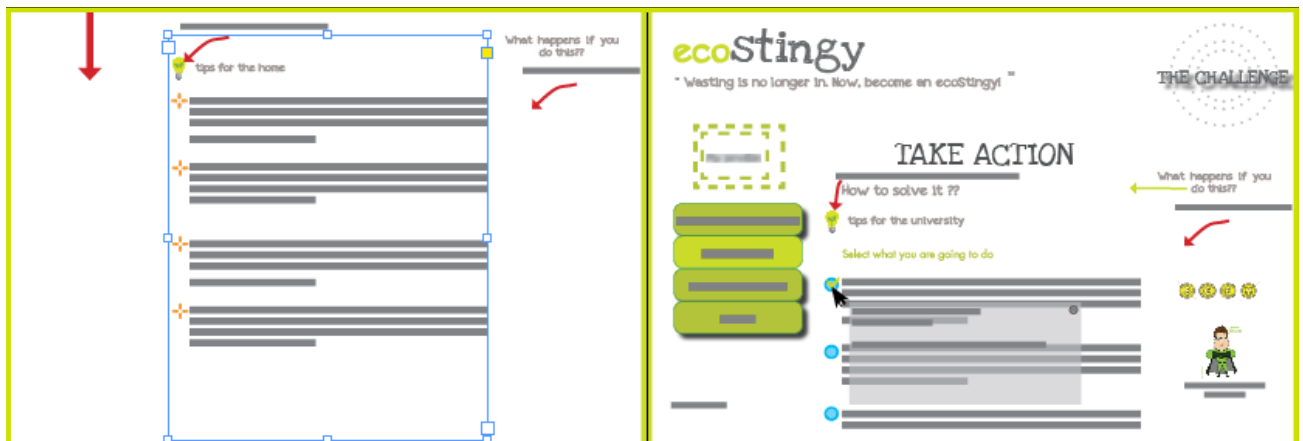 What happens if you
do this??
tips for the home
ecoStingy
" Wasting is no longer in. Now, become an ecoStingy! "
THE CHALLENGE
TAKE ACTION
How to solve it ??
What happens if you
do this??
tips for the university
Select what you are going to do